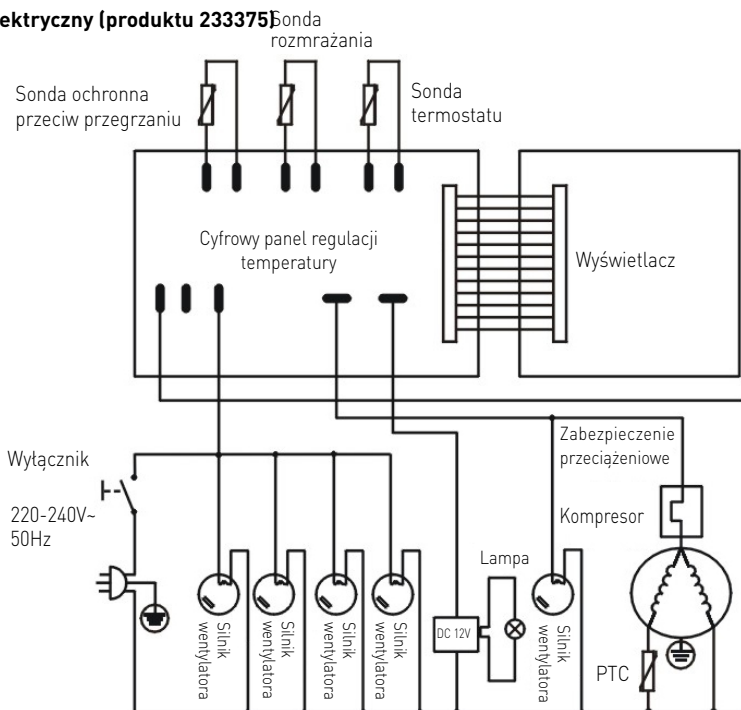 ektryczny (produktu 233375)
Sonda
rozmrażania
Sonda ochronna
przeciw przegrzaniu
Sonda
termostatu
Cyfrowy panel regulacji
temperatury
Wyświetlacz
Wyłącznik
220-240V~
50Hz
Zabezpieczenie
przeciążeniowe
Kompresor
Lampa
Silnik
wentylatora
Silnik
wentylatora
Silnik
wentylatora
Silnik
wentylatora
DC 12V
Silnik
wentylatora
PTC